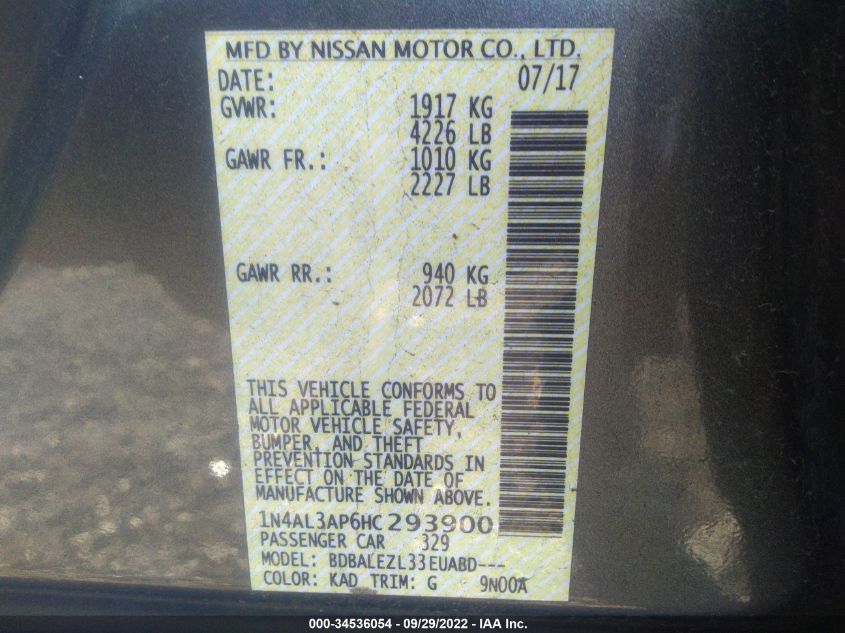 MFD BY NISSAN MOTOR CO., LTD.
DATE: 07/17
GVWR: 1917 KG
4226 LB
GAWR FR.: 1010 KG
2227 LB
GAWR RR.: 940 KG
2072 LB
THIS VEHICLE CONFORMS TO
ALL APPLICABLE FEDERAL
MOTOR VEHICLE SAFETY,
BUMPER, AND THEFT
PREVENTION STANDARDS IN
EFFECT ON THE DATE OF
MANUFACTURE SHOWN ABOVE.
1N4AL3AP6HC293900
PASSENGER CAR 329
MODEL: BDBALEZL33EUABD---
COLOR: KAD TRIM: G 9N00A
000-34536054 - 09/29/2022 - IAA Inc.